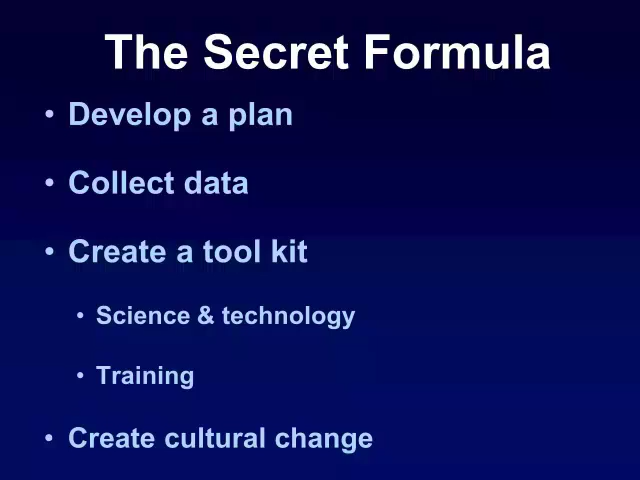 The Secret Formula
• Develop a plan
• Collect data
• Create a tool kit
• Science & technology
• Training
• Create cultural change